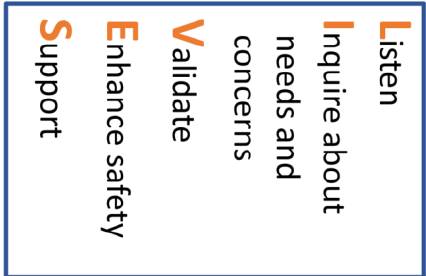 Listen
Inquire about
needs and
concerns
Validate
Enhance safety
Support